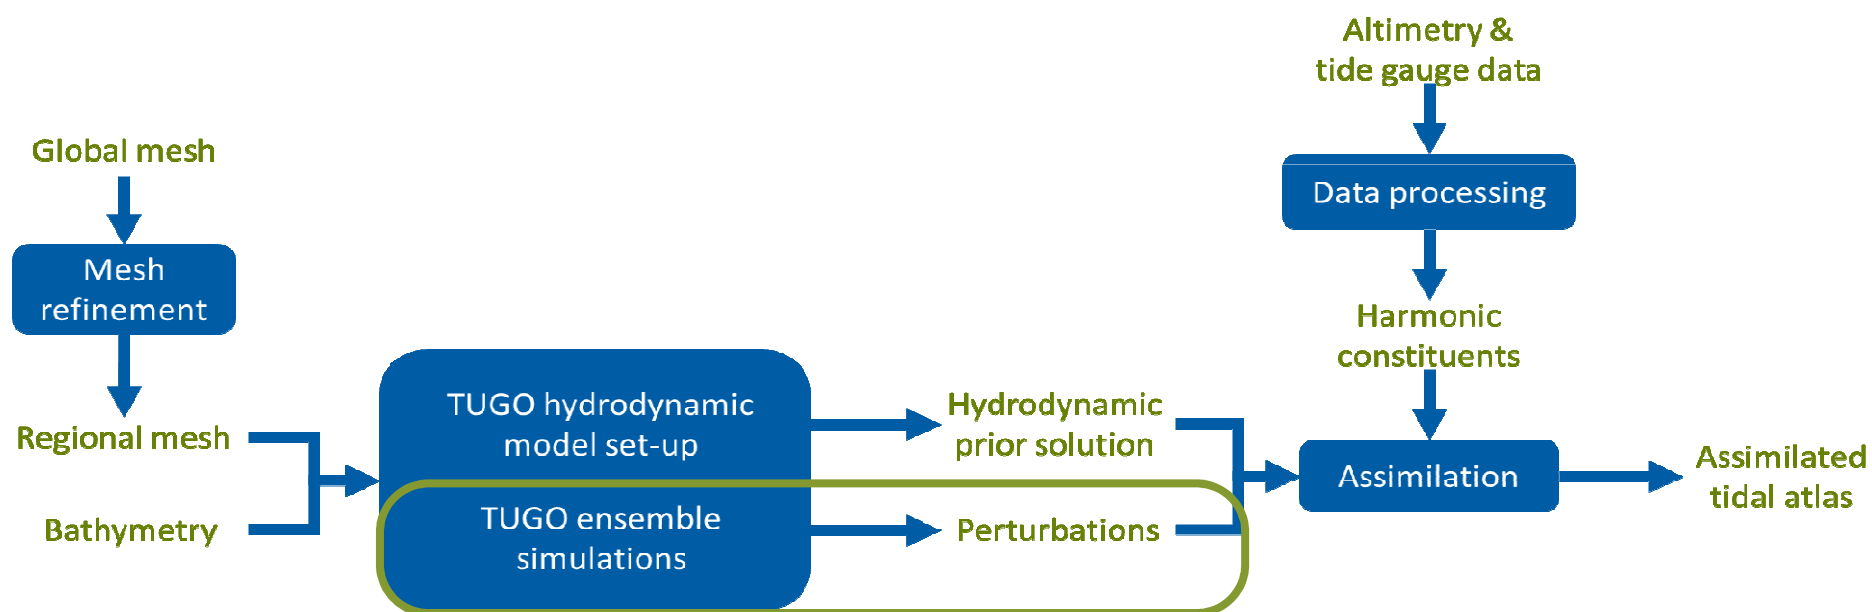 Altimetry &
tide gauge data
Global mesh
Data processing
Mesh
refinement
Harmonic
constituents
TUGO hydrodynamic
model set-up
Hydrodynamic
prior solution
Regional mesh
Assimilation
Assimilated
tidal atlas
Bathymetry
TUGO ensemble
simulations
Perturbations